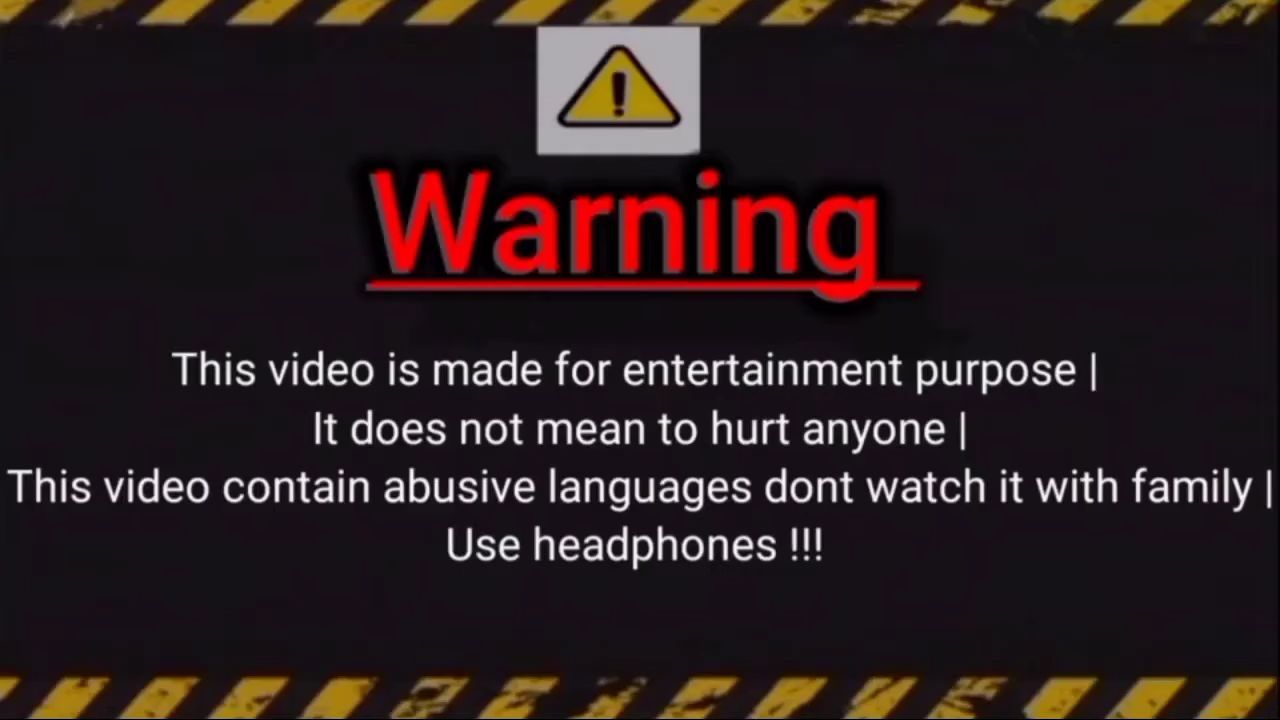 Warning
This video is made for entertainment purpose |
It does not mean to hurt anyone |
This video contain abusive languages dont watch it with family |
Use headphones !!!